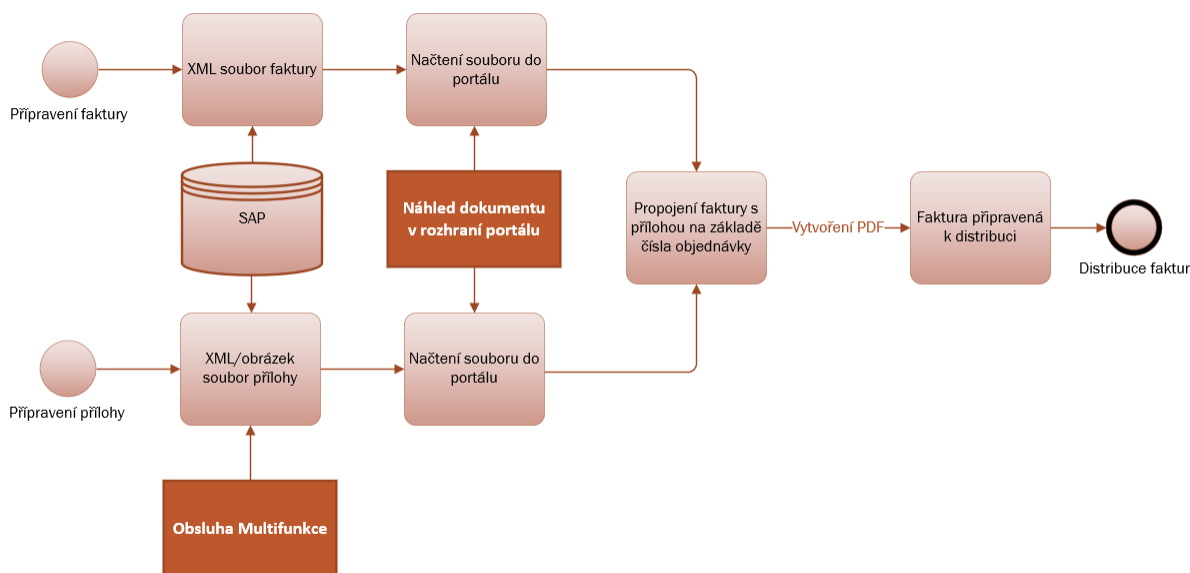 XML soubor faktury
Načtení souboru do
portálu
Přípravení faktury
SAP
Náhled dokumentu
v rozhraní portálu
Propojení faktury s
přílohou na základě
čísla objednávky
Vytvoření PDF
Faktura připravená
k distribuci
Distribuce faktur
XML/obrázek
soubor přílohy
Načtení souboru do
portálu
Přípravení přílohy
Obsluha Multifunkce